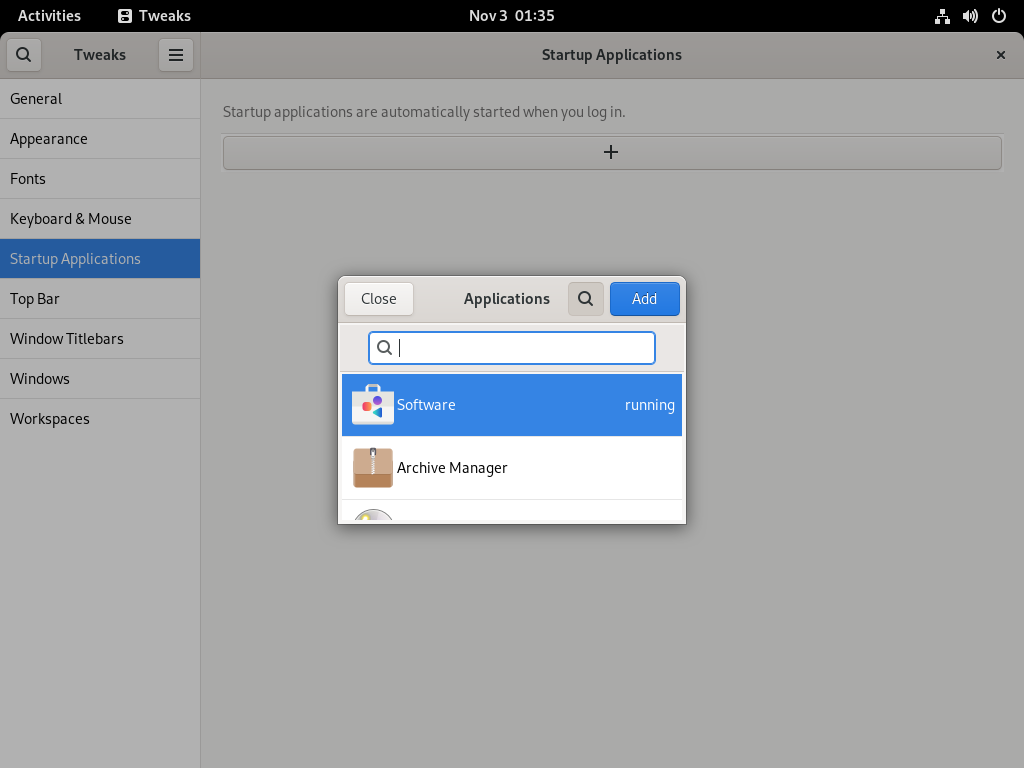 Activities Tweaks Nov 3 01:35
Tweaks Startup Applications
General
Appearance
Fonts
Keyboard & Mouse
Startup Applications
Top Bar
Window Titlebars
Windows
Workspaces
Startup applications are automatically started when you log in.
Close Applications Add
Software running
Archive Manager